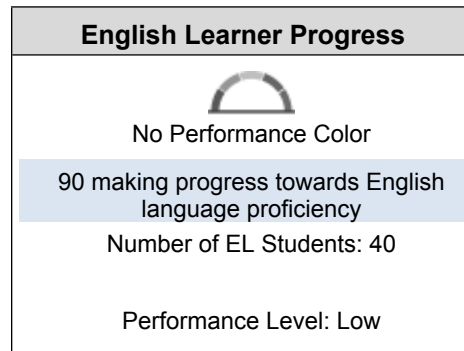 English Learner Progress
No Performance Color
90 making progress towards English
language proficiency
Number of EL Students: 40
Performance Level: Low